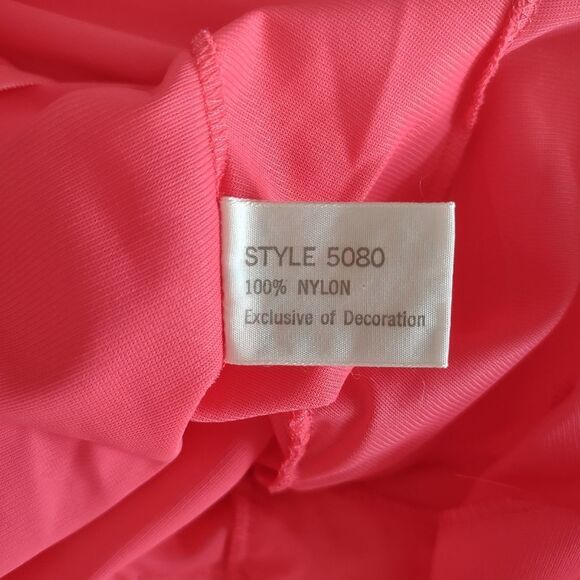 STYLE 5080
100% NYLON
Exclusive of Decoration